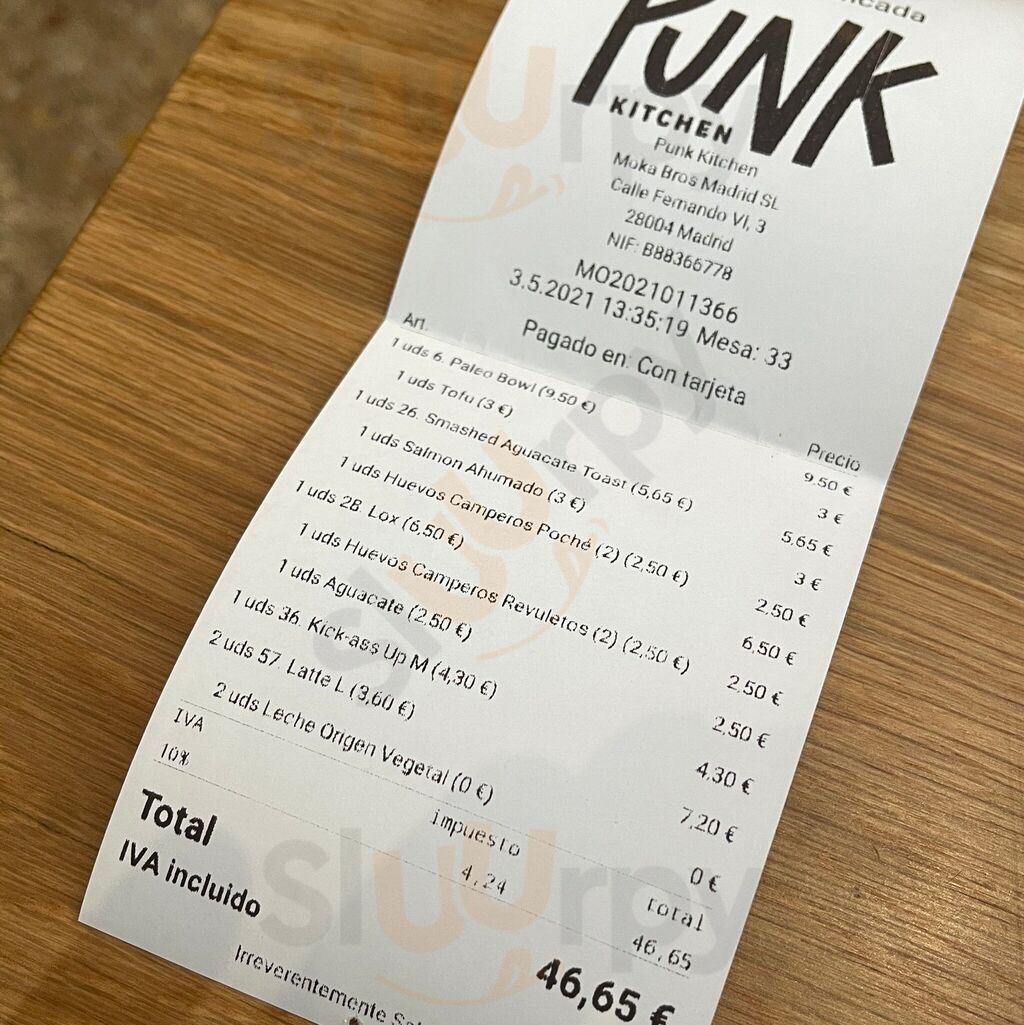 PUNK
KITCHEN
Punk Kitchen
Moka Bros Madrid SL
Calle Fernando VI, 3
28004 Madrid
NIF: B88366778
MO2021011366
3.5.2021 13:35:19 Mesa: 33
Pagado en: Con tarjeta
Art. Precio
1 uds 6. Paleo Bowl (9.50 €) 9.50 €
1 uds Tofu (3 €) 3 €
1 uds 26. Smashed Aguacate Toast (5,65 €) 5.65 €
1 uds Salmon Ahumado (3 €) 3 €
1 uds Huevos Camperos Poché (2) (2,50 €) 2,50 €
1 uds 28. Lox (6,50 €) 6,50 €
1 uds Huevos Camperos Revuletos (2) (2,50 €) 2,50 €
1 uds Aguacate (2,50 €) 2,50 €
1 uds 36. Kick-ass Up M (4,30 €) 4,30 €
2 uds 57. Latte L (3,60 €) 7,20 €
2 uds Leche Origen Vegetal (0 €) 0 €
IVA impuesto total
10% 4,24 46,65
Total
IVA incluido 46,65 €
Irreverentemente
Sluurpy
Sluurpy
Sluurpy